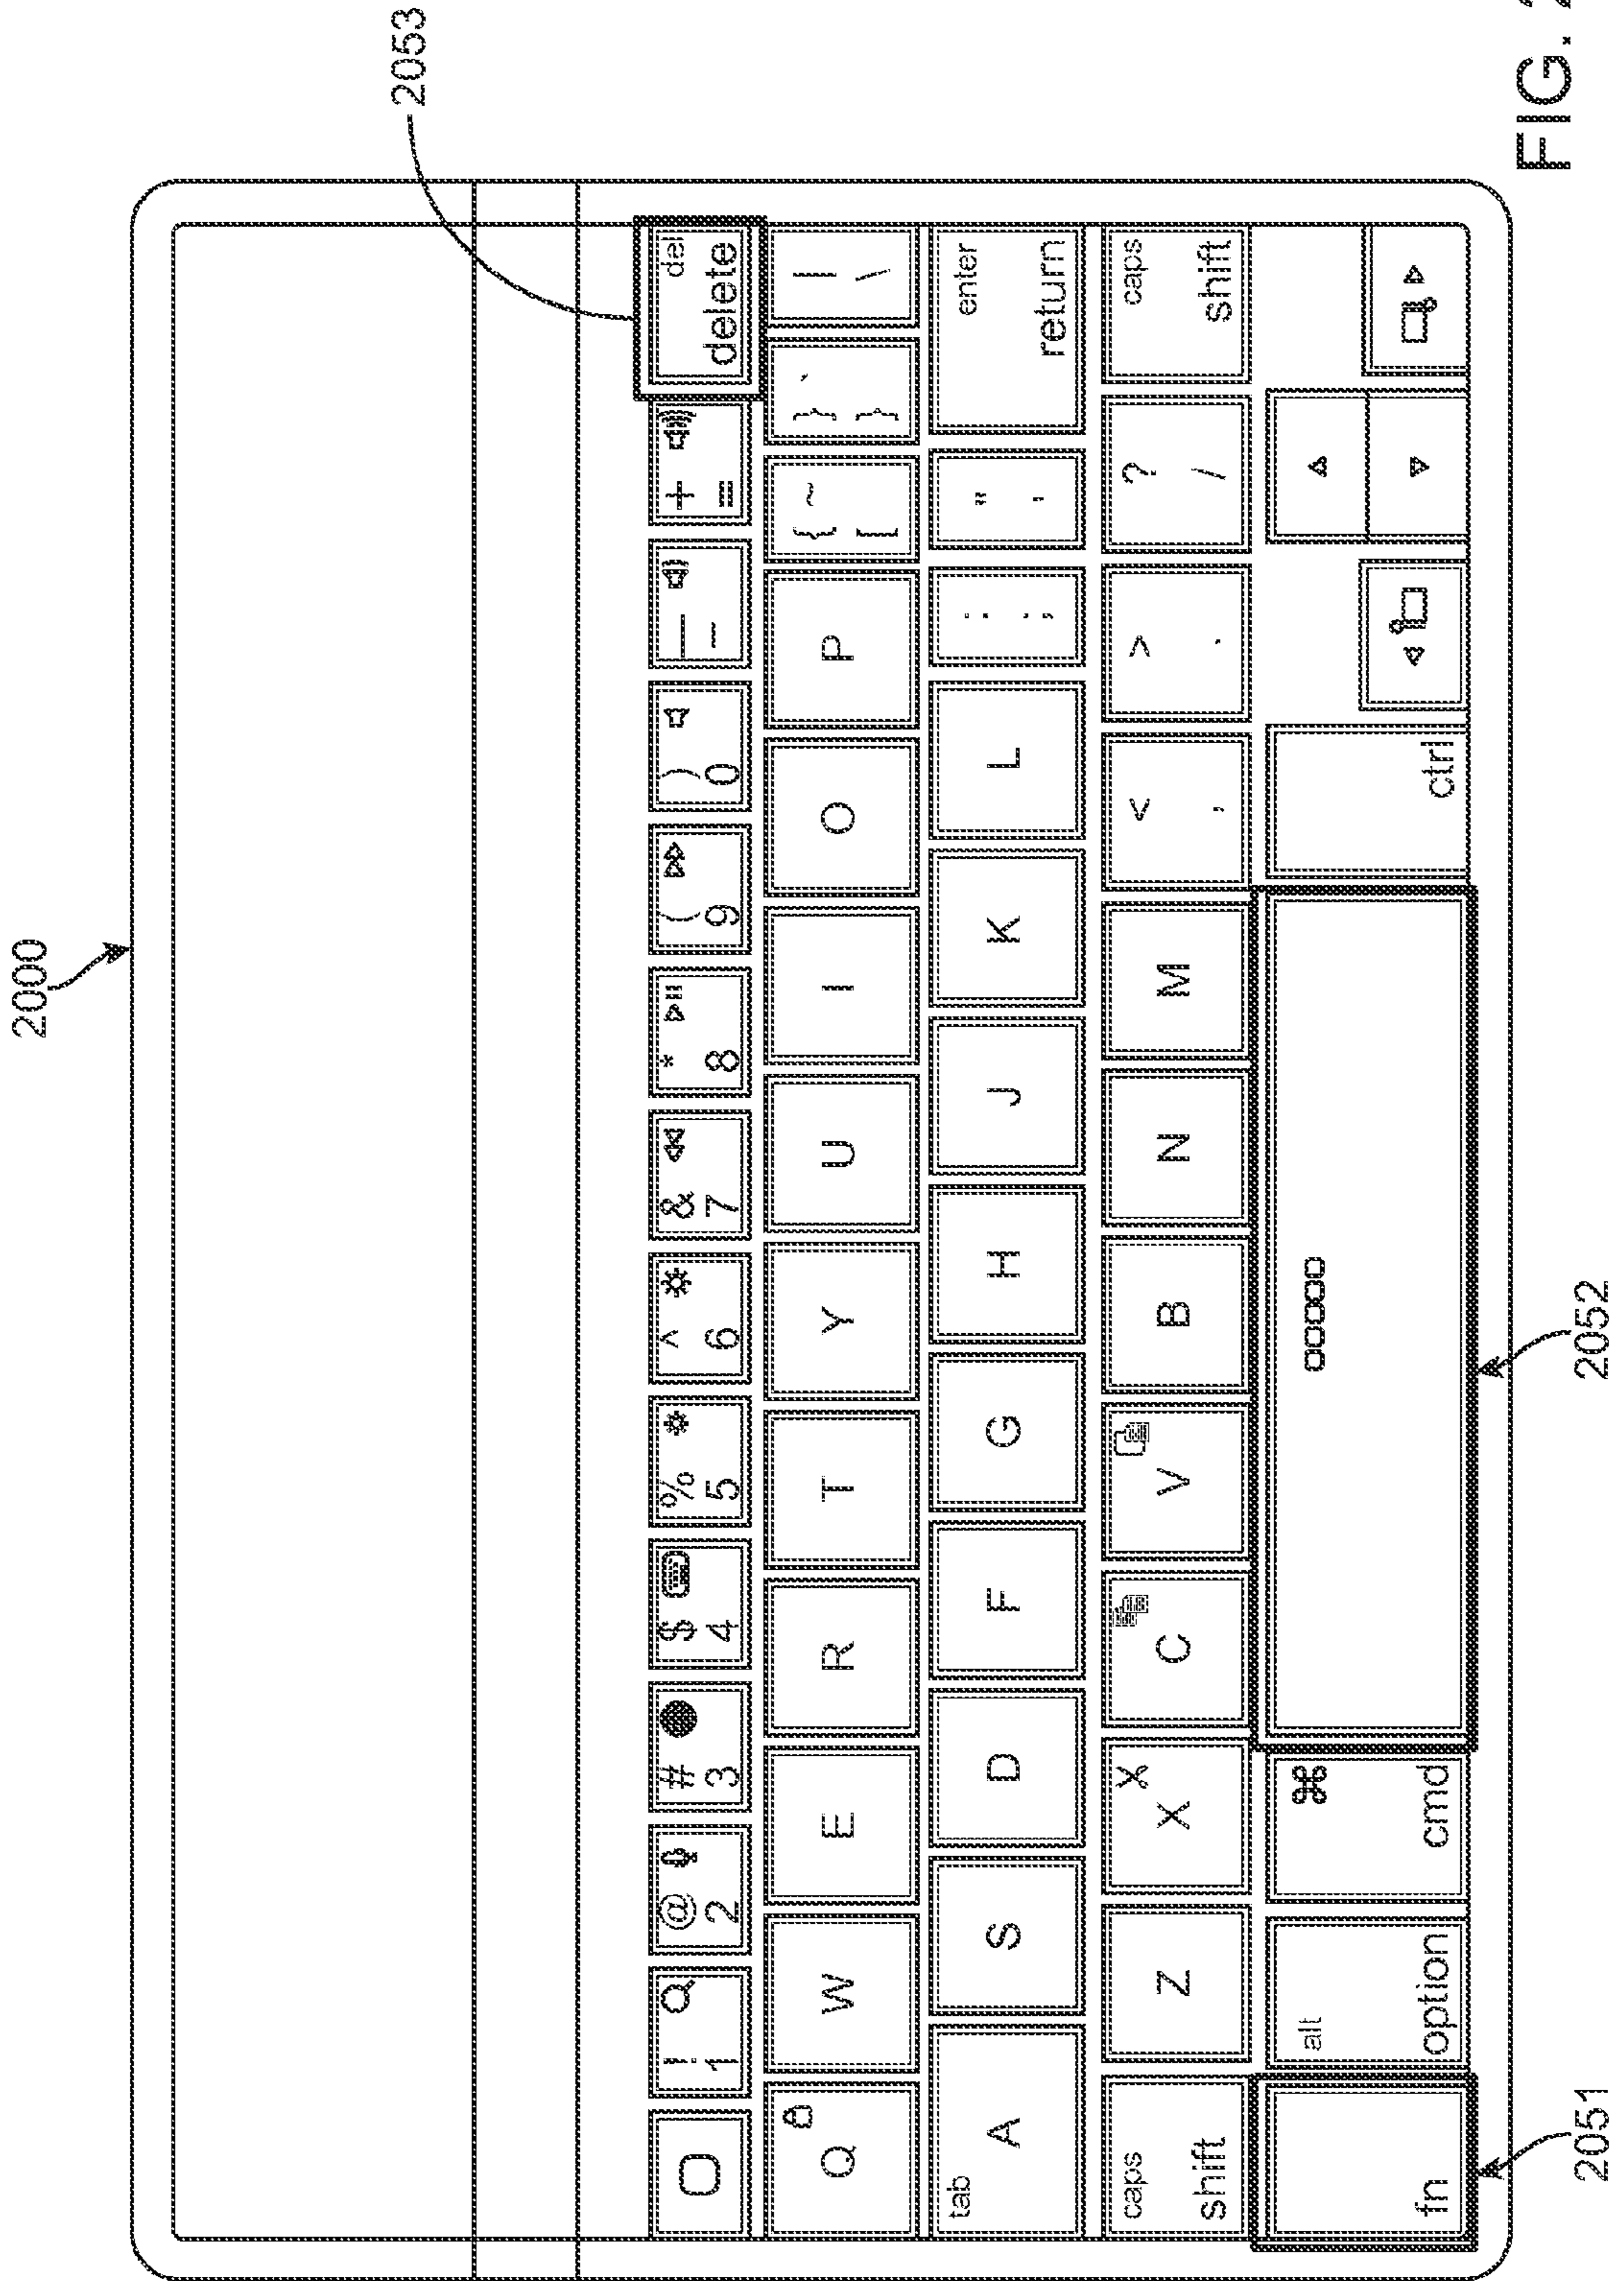 2000
2053
! 1
@ 2
# 3
$ 4
% 5
^ 6
& 7
* 8
( 9
) 0
— –
+ =
del
delete
Q W E R T Y U I O P { ~ [ } ` } | \
tab
A S D F G H J K L : ; " ' enter
return
caps
shift
Z X C V B N M < , > . ? / caps
shift
fn
alt
option
⌘
cmd
ctrl
2051
2052
FIG.